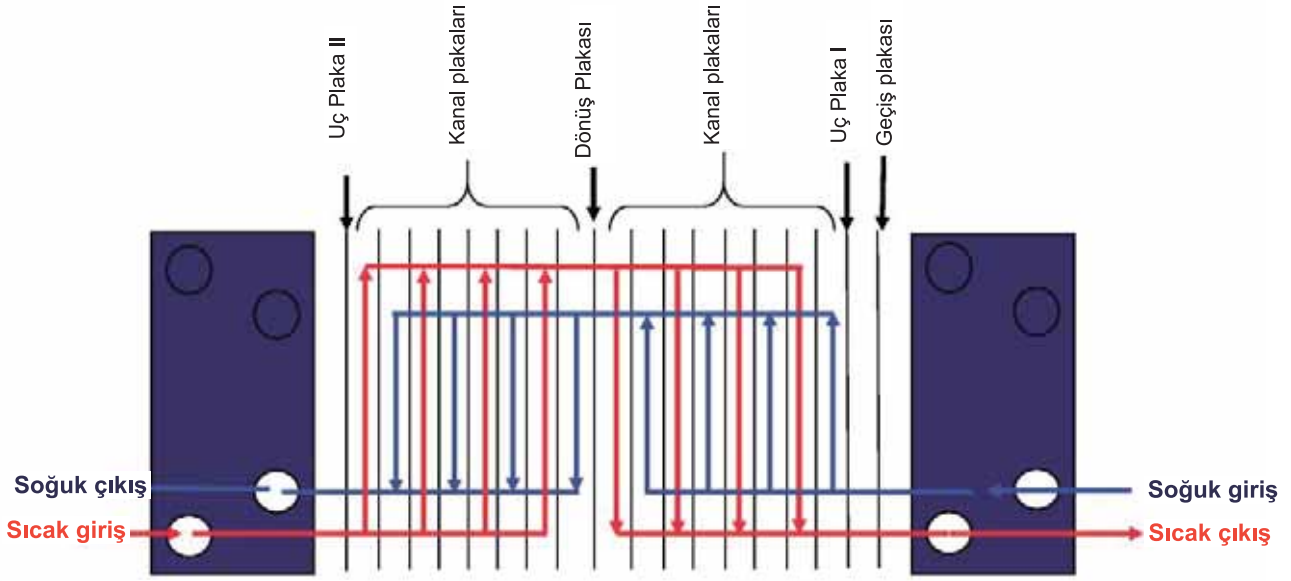 Uç Plaka II
Kanal plakaları
Dönüş Plakası
Kanal plakaları
Uç Plaka I
Geçiş plakası
Soğuk çıkış
Sıcak giriş
Soğuk giriş
Sıcak çıkış